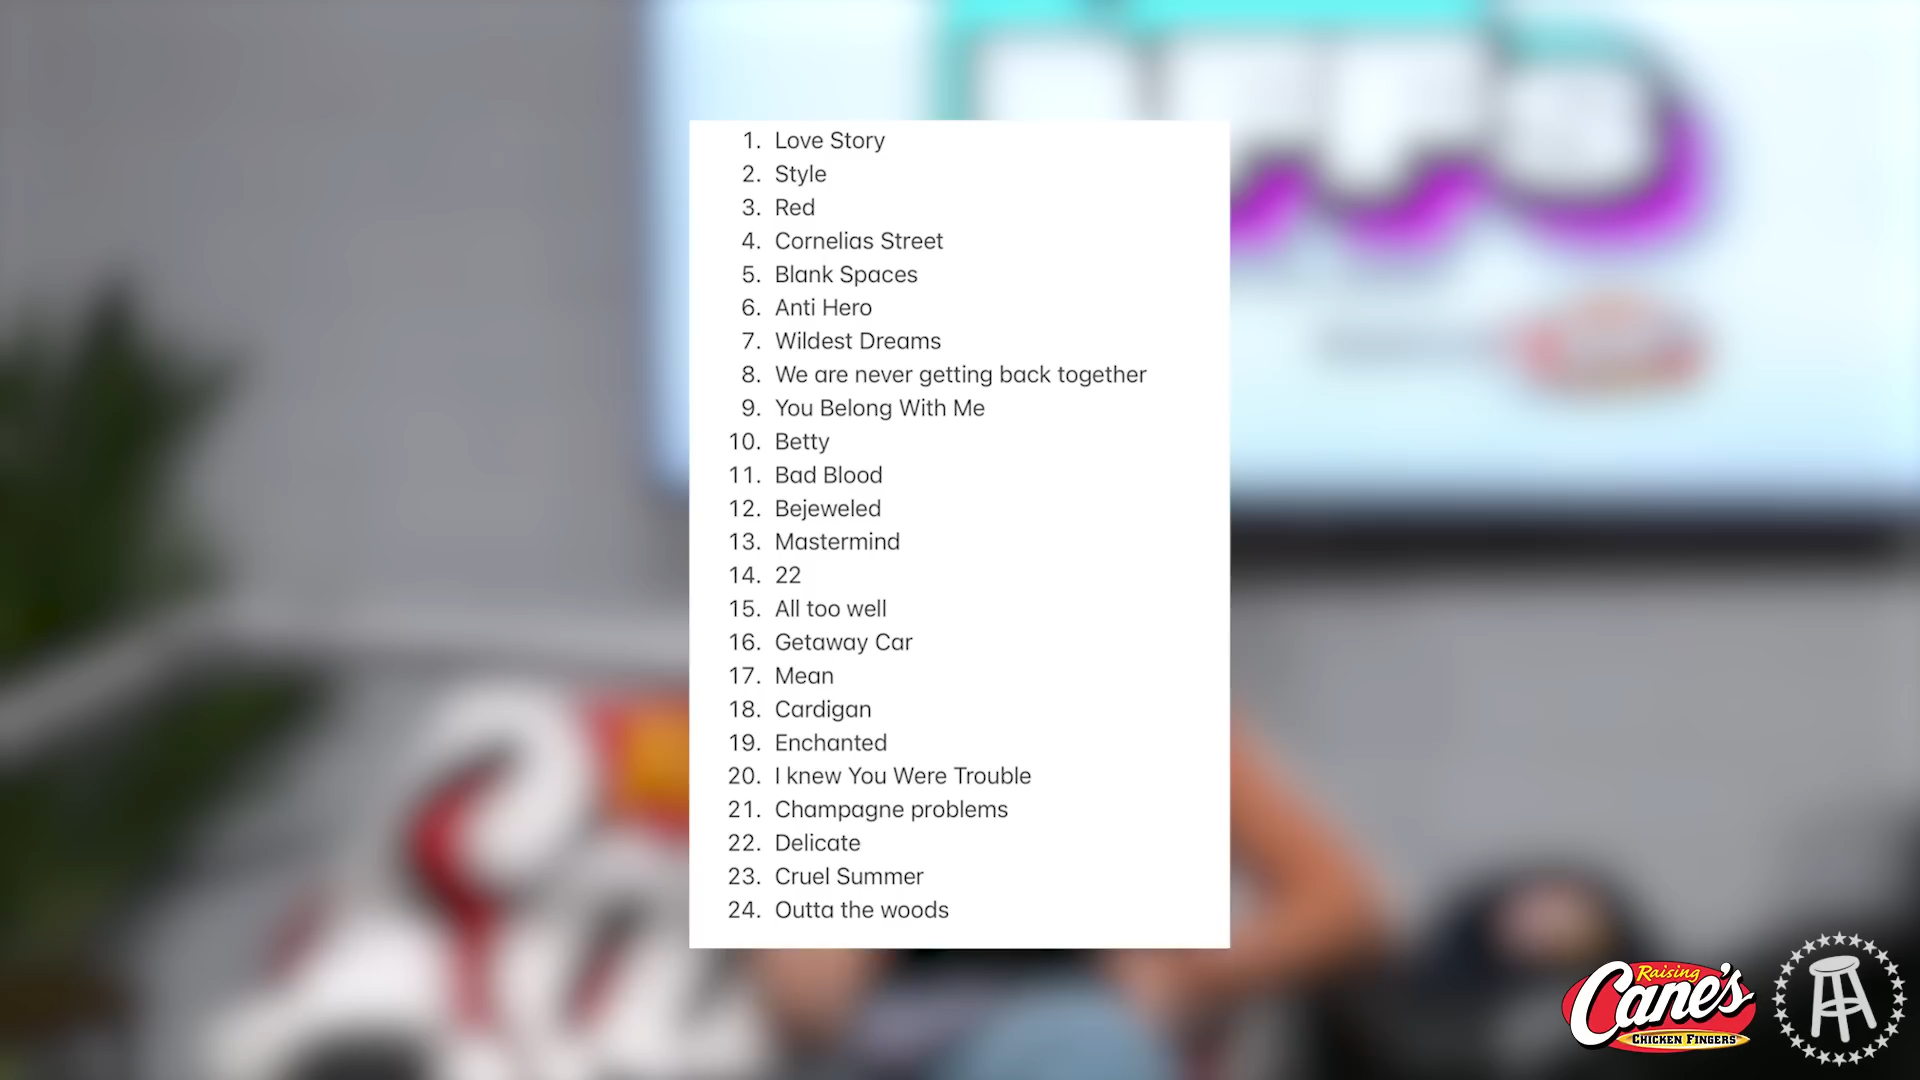 1. Love Story
2. Style
3. Red
4. Cornelias Street
5. Blank Spaces
6. Anti Hero
7. Wildest Dreams
8. We are never getting back together
9. You Belong With Me
10. Betty
11. Bad Blood
12. Bejeweled
13. Mastermind
14. 22
15. All too well
16. Getaway Car
17. Mean
18. Cardigan
19. Enchanted
20. I knew You Were Trouble
21. Champagne problems
22. Delicate
23. Cruel Summer
24. Outta the woods
Raising
Cane's
CHICKEN FINGERS